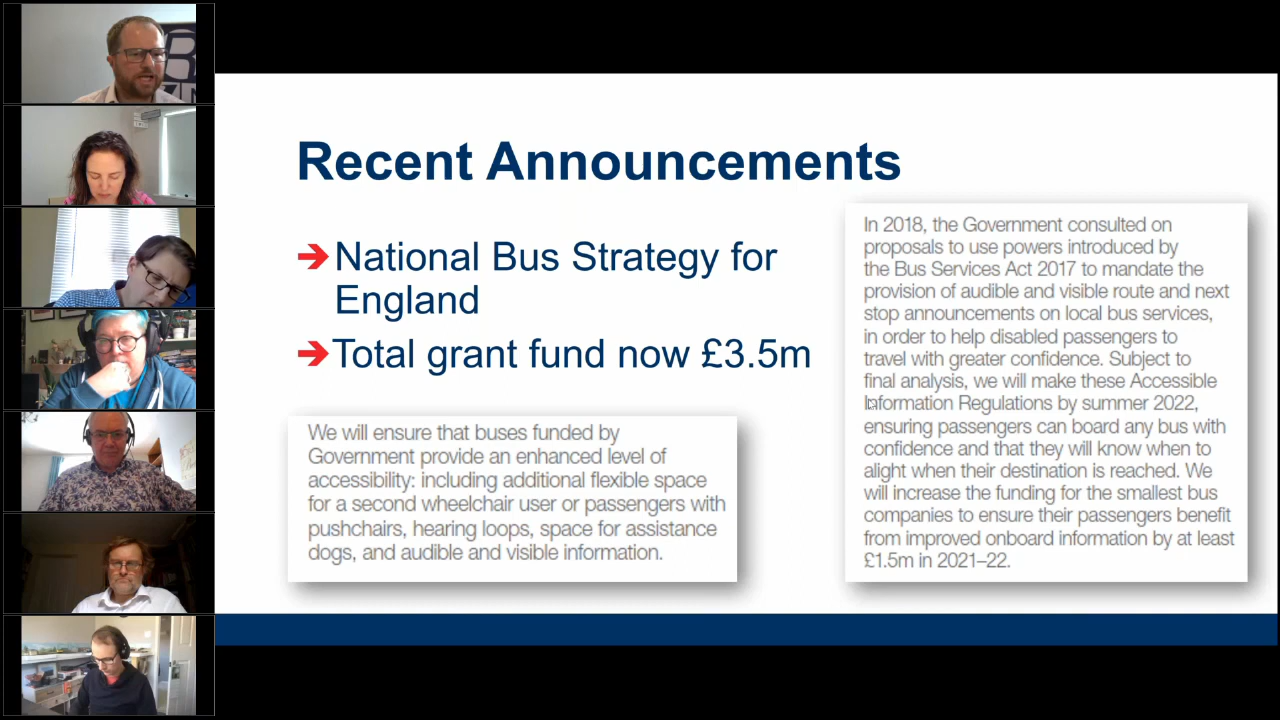 Recent Announcements
National Bus Strategy for
England
Total grant fund now £3.5m
We will ensure that buses funded by
Government provide an enhanced level of
accessibility: including additional flexible space
for a second wheelchair user or passengers with
pushchairs, hearing loops, space for assistance
dogs, and audible and visible information.
In 2018, the Government consulted on
proposals to use powers introduced by
the Bus Services Act 2017 to mandate the
provision of audible and visible route and next
stop announcements on local bus services,
in order to help disabled passengers to
travel with greater confidence. Subject to
final analysis, we will make these Accessible
Information Regulations by summer 2022,
ensuring passengers can board any bus with
confidence and that they will know when to
alight when their destination is reached. We
will increase the funding for the smallest bus
companies to ensure their passengers benefit
from improved onboard information by at least
£1.5m in 2021–22.